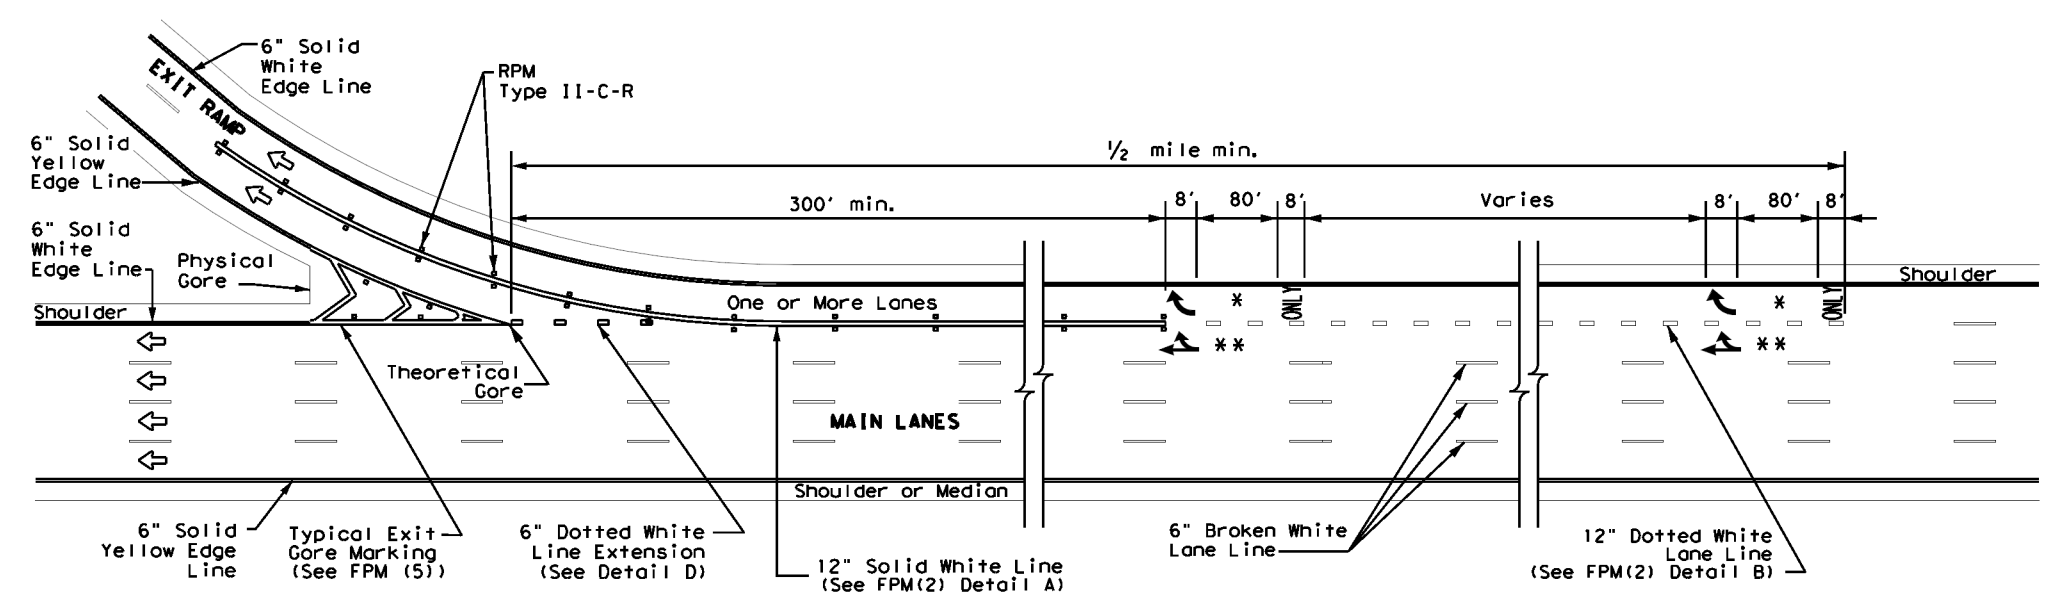 6" Solid
White
Edge Line
RPM
Type II-C-R
EXIT RAMP
6" Solid
Yellow
Edge Line
½ mile min.
300' min.
8'
80'
8'
Varies
8'
80'
8'
6" Solid
White
Edge Line
Physical
Gore
Shoulder
Shoulder
One or More Lanes
*
ONLY
*
ONLY
**
**
Theoretical
Gore
MAIN LANES
Shoulder or Median
6" Solid
Yellow Edge
Line
Typical Exit
Gore Marking
(See FPM (5))
6" Dotted White
Line Extension
(See Detail D)
12" Solid White Line
(See FPM(2) Detail A)
6" Broken White
Lane Line
12" Dotted White
Lane Line
(See FPM(2) Detail B)